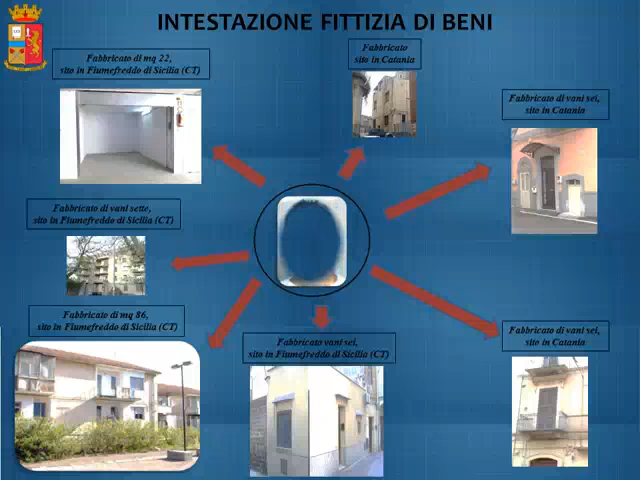 INTESTAZIONE FITTIZIA DI BENI
Fabbricato di mq 22,
sito in Fiumefreddo di Sicilia (CT)
Fabbricato
sito in Catania
Fabbricato di vani sei,
sito in Catania
Fabbricato di vani sette,
sito in Fiumefreddo di Sicilia (CT)
Fabbricato di mq 86,
sito in Fiumefreddo di Sicilia (CT)
Fabbricato vani sei,
sito in Fiumefreddo di Sicilia (CT)
Fabbricato di vani sei,
sito in Catania